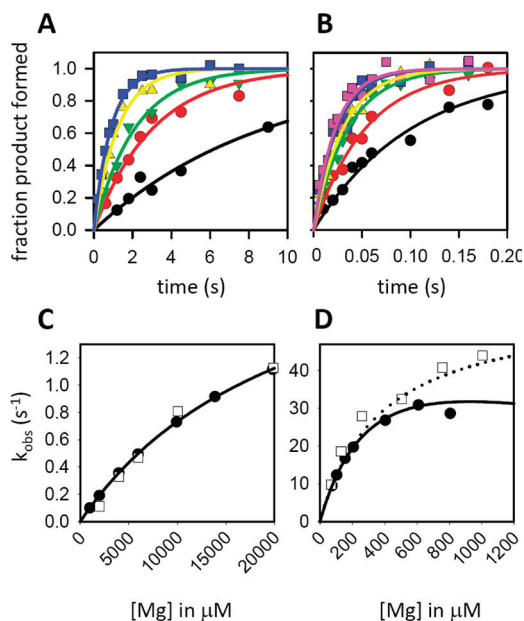 A
B
fraction product formed
1.0
0.8
0.6
0.4
0.2
0.0
0 2 4 6 8 10
0.00 0.05 0.10 0.15 0.20
time (s)
time (s)
C
D
k_obs (s⁻¹)
1.2
1.0
0.8
0.6
0.4
0.2
0.0
40
30
20
10
0
0 5000 10000 15000 20000
0 200 400 600 800 1000 1200
[Mg] in μM
[Mg] in μM